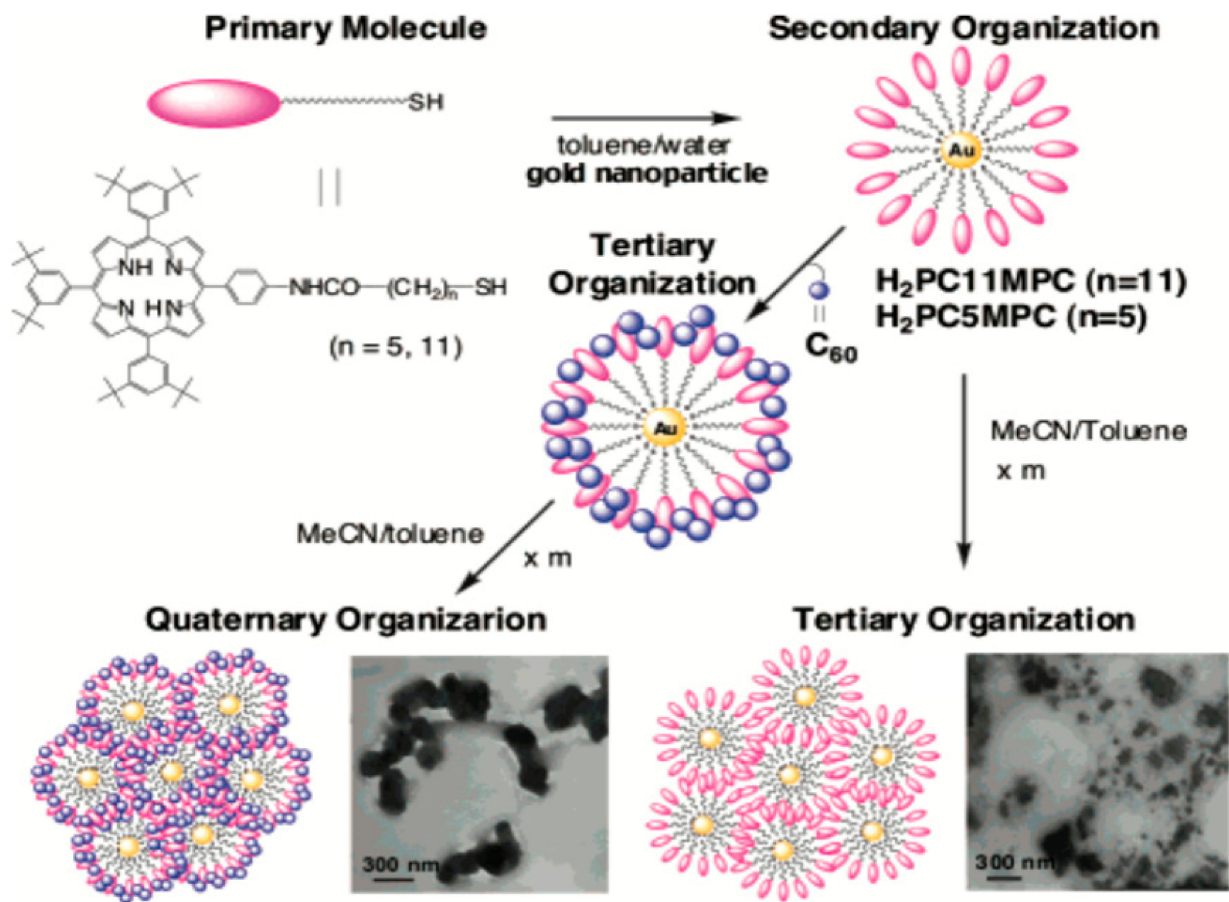 Primary Molecule
SH
toluene/water
gold nanoparticle
Secondary Organization
Au
NH N
N HN
NHCO (CH₂)ₙ SH
(n = 5, 11)
Tertiary
Organization
Au
C₆₀
H₂PC11MPC (n=11)
H₂PC5MPC (n=5)
MeCN/Toluene
x m
MeCN/toluene
x m
Quaternary Organizarion
300 nm
Tertiary Organization
300 nm